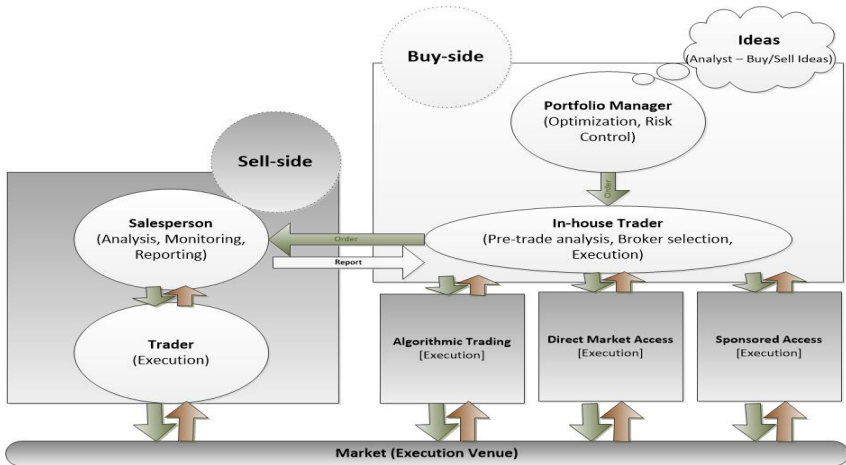 Ideas
(Analyst – Buy/Sell Ideas)
Buy-side
Portfolio Manager
(Optimization, Risk
Control)
Order
Sell-side
Salesperson
(Analysis, Monitoring,
Reporting)
Order
Report
In-house Trader
(Pre-trade analysis, Broker selection,
Execution)
Trader
(Execution)
Algorithmic Trading
[Execution]
Direct Market Access
[Execution]
Sponsored Access
[Execution]
Market (Execution Venue)